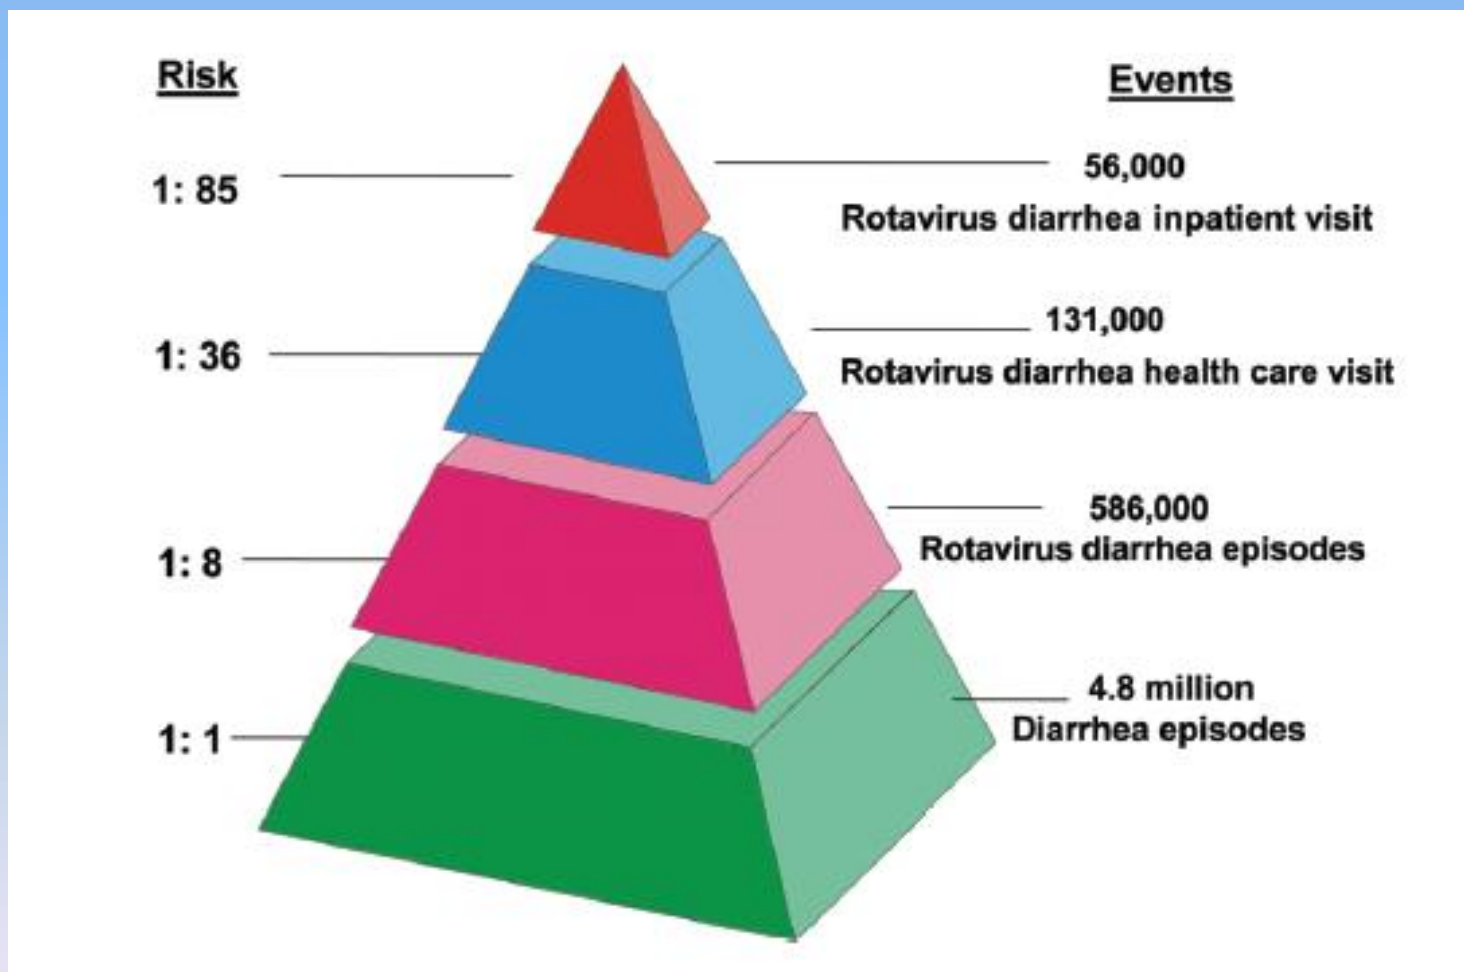 Risk
Events
1: 85
56,000
Rotavirus diarrhea inpatient visit
1: 36
131,000
Rotavirus diarrhea health care visit
1: 8
586,000
Rotavirus diarrhea episodes
1: 1
4.8 million
Diarrhea episodes